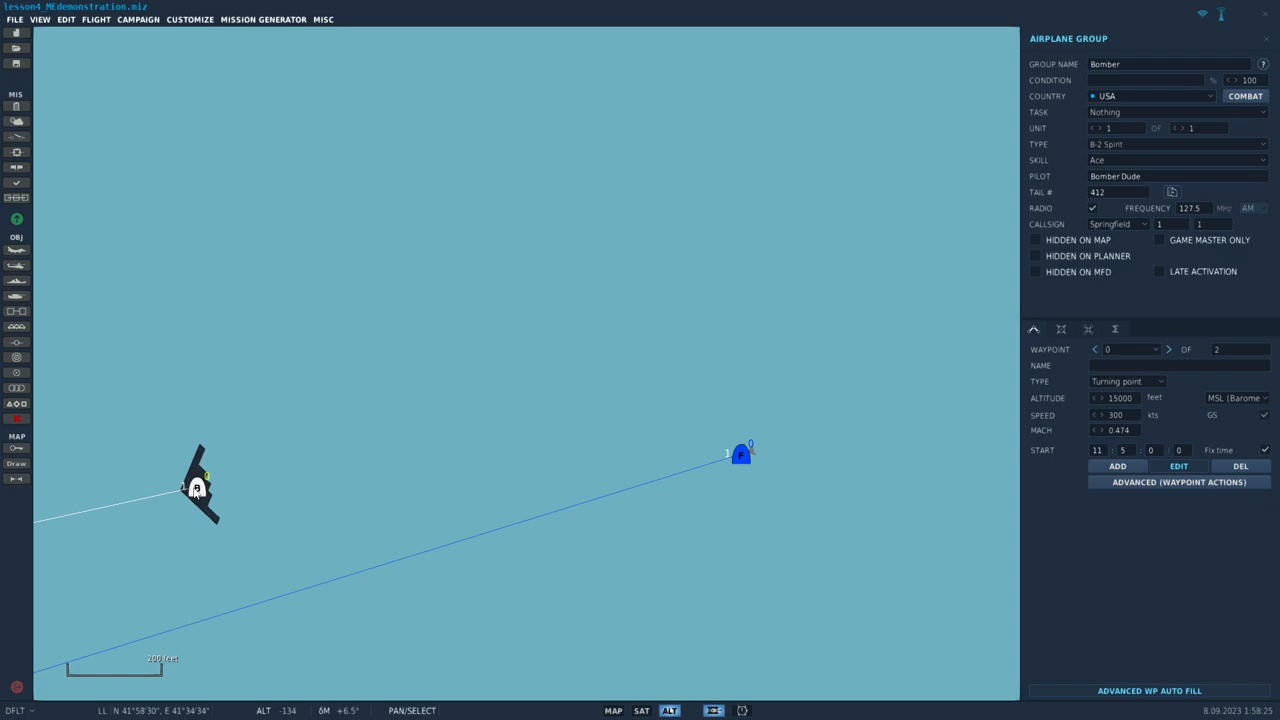 lesson4_MEdemonstration.miz
FILE VIEW EDIT FLIGHT CAMPAIGN CUSTOMIZE MISSION GENERATOR MISC
MIS
OBJ
MAP
Draw
B
0
1
F
0
1
200 feet
AIRPLANE GROUP
GROUP NAME Bomber ?
CONDITION % < > 100
COUNTRY USA COMBAT
TASK Nothing
UNIT < > 1 OF < > 1
TYPE B-2 Spirit
SKILL Ace
PILOT Bomber Dude
TAIL # 412
RADIO FREQUENCY 127.5 MHz AM
CALLSIGN Springfield 1 1
HIDDEN ON MAP GAME MASTER ONLY
HIDDEN ON PLANNER
HIDDEN ON MFD LATE ACTIVATION
WAYPOINT < 0 > OF 2
NAME
TYPE Turning point
ALTITUDE < > 15000 feet MSL (Barome
SPEED < > 300 kts GS
MACH < > 0.474
START 11 : 5 : 0 / 0 Fix time
ADD EDIT DEL
ADVANCED (WAYPOINT ACTIONS)
ADVANCED WP AUTO FILL
DFLT LL N 41°58'30", E 41°34'34" ALT -134 δM +6.5° PAN/SELECT MAP SAT ALT 8.09.2023 1:58:25